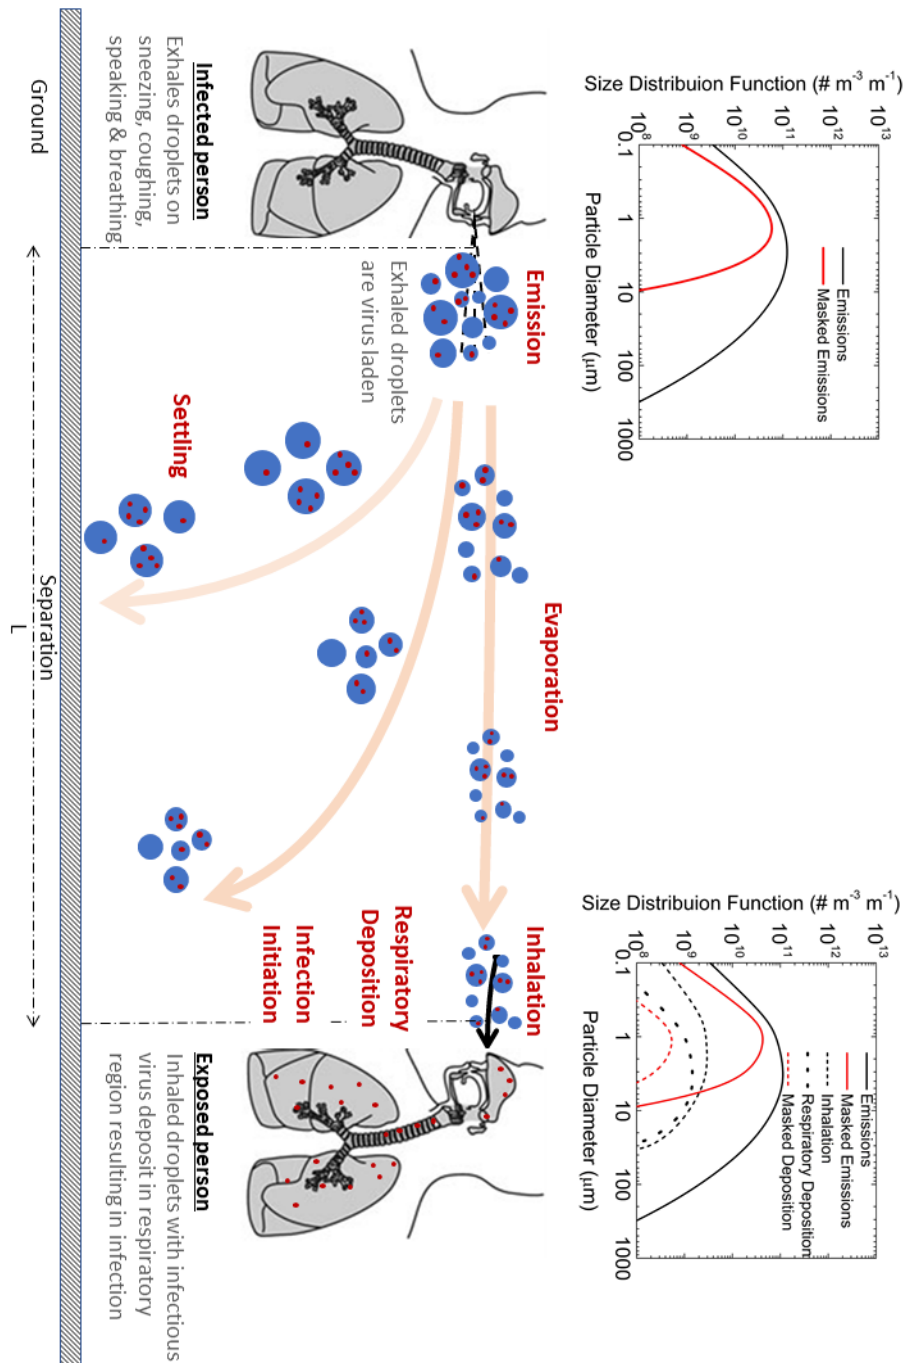 Size Distribuion Function (# m⁻³ m⁻¹)
10¹³
10¹²
10¹¹
10¹⁰
10⁹
10⁸
0.1
1
10
100
1000
Particle Diameter (μm)
Emissions
Masked Emissions
Size Distribuion Function (# m⁻³ m⁻¹)
10¹³
10¹²
10¹¹
10¹⁰
10⁹
10⁸
0.1
1
10
100
1000
Particle Diameter (μm)
Emissions
Masked Emissions
Inhalation
Respiratory Deposition
Masked Deposition
Emission
Exhaled droplets
are virus laden
Evaporation
Inhalation
Settling
Respiratory
Deposition
Infection
Initiation
Infected person
Exhales droplets on
sneezing, coughing,
speaking & breathing
Exposed person
Inhaled droplets with infectious
virus deposit in respiratory
region resulting in infection
Ground
Separation
L